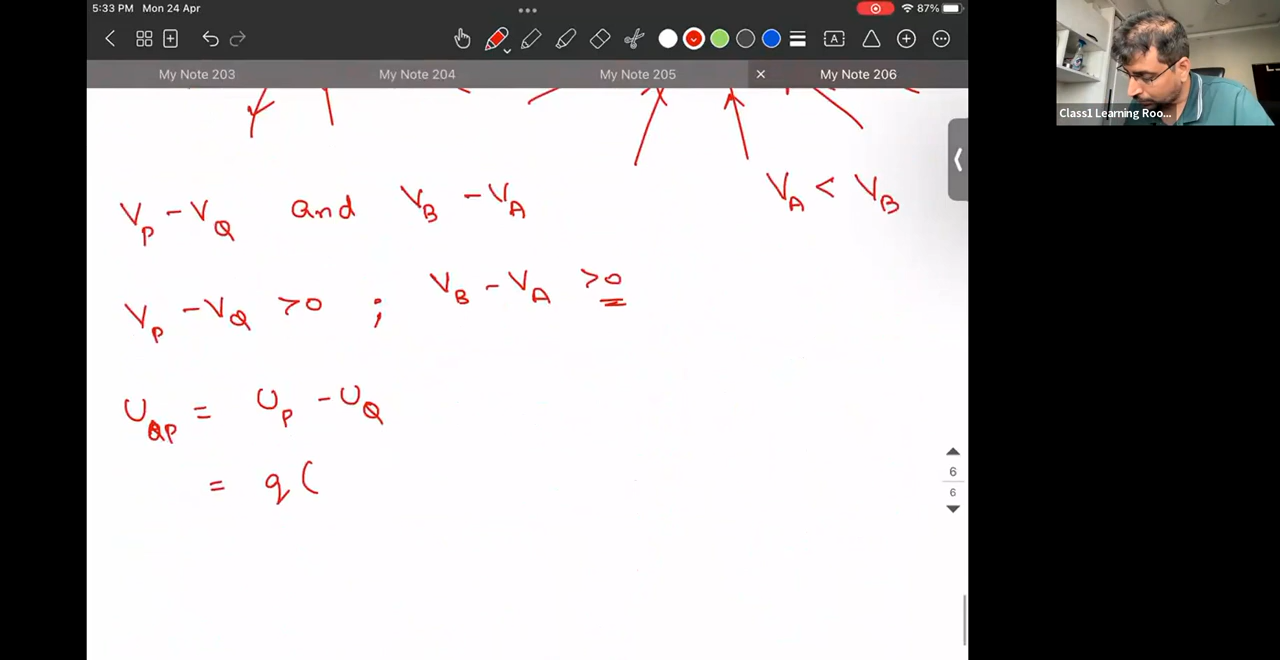 5:33 PM Mon 24 Apr
87%
A
My Note 203 My Note 204 My Note 205 My Note 206
Class1 Learning Roo...
V_A < V_B
V_P - V_Q and V_B - V_A
V_P - V_Q > 0 ; V_B - V_A > 0
U_QP = U_P - U_Q
= q (
6
6